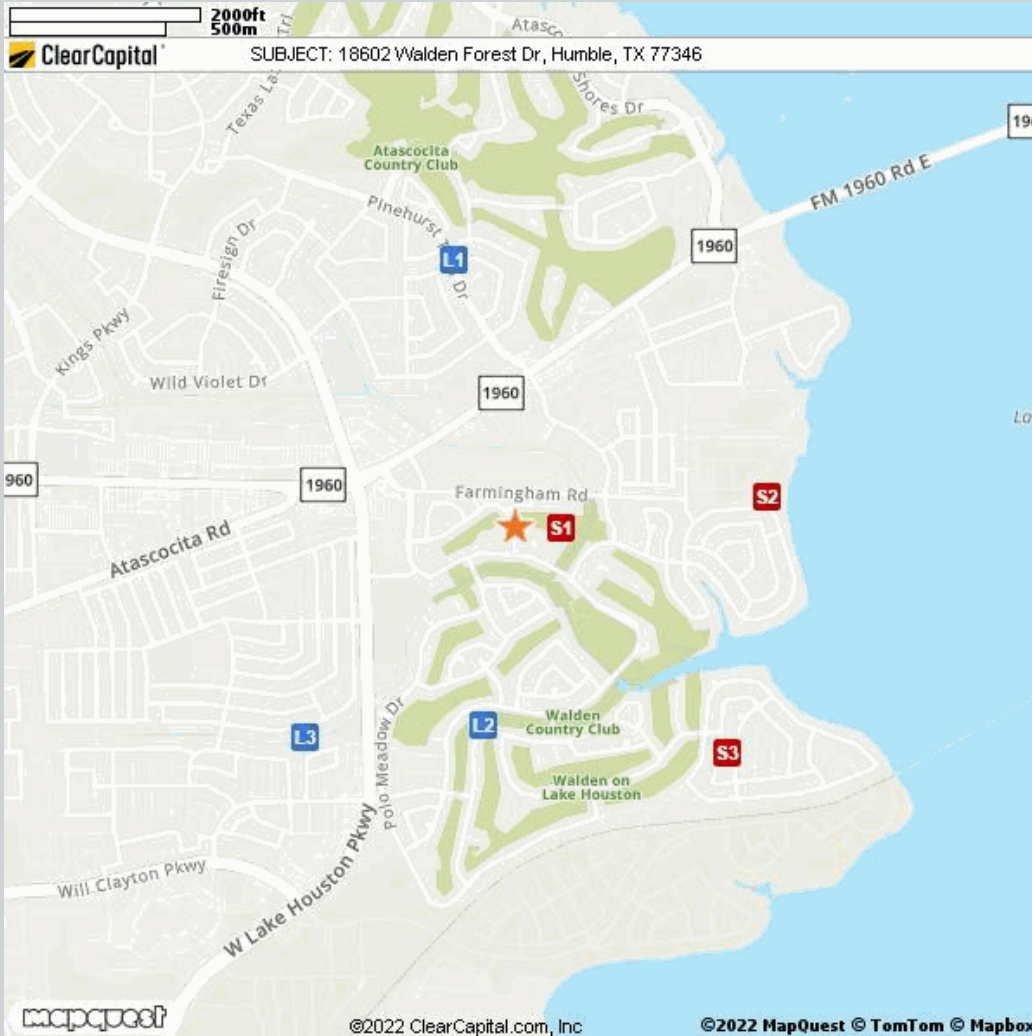 2000ft
500m
ClearCapital
SUBJECT: 18602 Walden Forest Dr, Humble, TX 77346
Shores Dr
Atascocita
Country Club
FM 1960 Rd E
Pinehurst
Dr
1960
L1
Firesign Dr
Kings Pkwy
Wild Violet Dr
1960
960
1960
Farmingham Rd
S2
S1
Atascocita Rd
L2
Walden
Country Club
L3
Polo Meadow Dr
S3
Walden on
Lake Houston
Will Clayton Pkwy
W Lake Houston Pkwy
mapquest
©2022 ClearCapital.com, Inc
©2022 MapQuest © TomTom © Mapbox